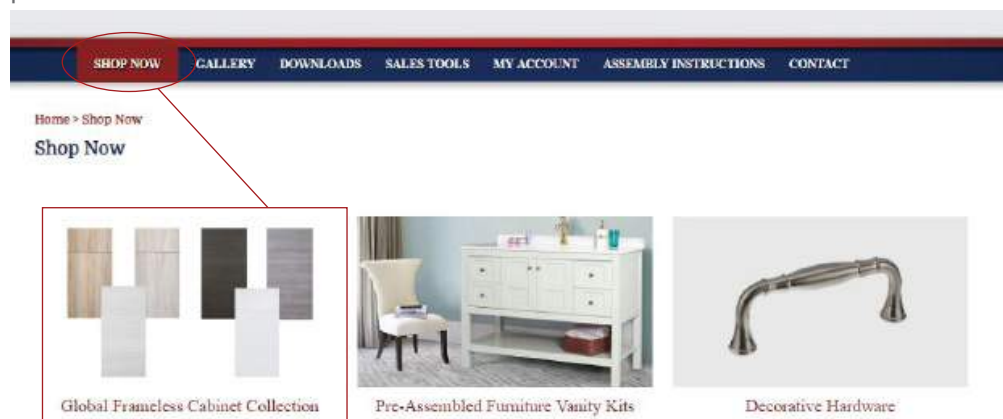 SHOP NOW GALLERY DOWNLOADS SALES TOOLS MY ACCOUNT ASSEMBLY INSTRUCTIONS CONTACT
Home > Shop Now
Shop Now
Global Frameless Cabinet Collection Pre-Assembled Furniture Vanity Kits Decorative Hardware